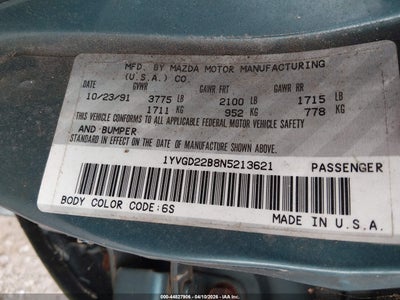 MFD. BY MAZDA MOTOR MANUFACTURING
(U.S.A.) CO.
DATE GVWR GAWR FRT GAWR RR
10/23/91 3775 LB 2100 LB 1715 LB
1711 KG 952 KG 778 KG
THIS VEHICLE CONFORMS TO ALL APPLICABLE FEDERAL MOTOR VEHICLE SAFETY
AND BUMPER
STANDARD IN EFFECT ON THE DATE OF MANUFACTURE SHOWN ABOVE.
1YVGD22B8N5213621 PASSENGER
BODY COLOR CODE:6S
MADE IN U.S.A.
000-44827906 - 04/10/2026 - IAAI.COM